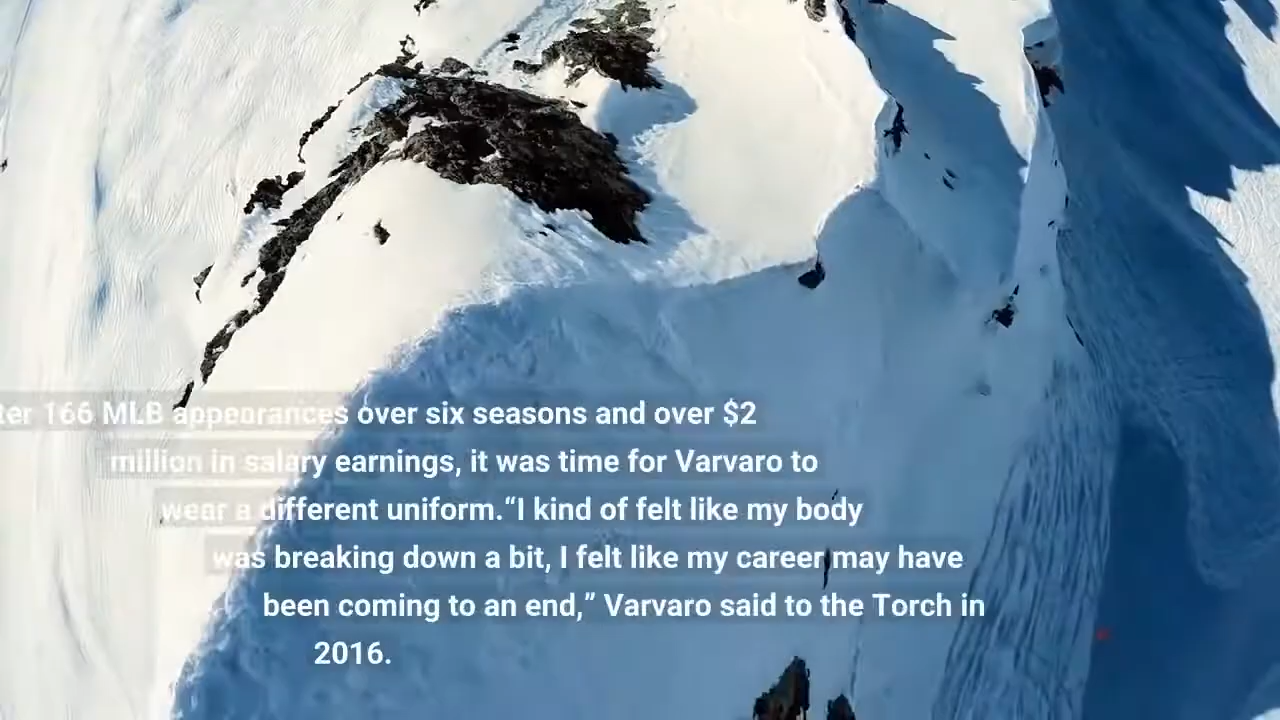 ter 166 MLB appearances over six seasons and over $2
million in salary earnings, it was time for Varvaro to
wear a different uniform.“I kind of felt like my body
was breaking down a bit, I felt like my career may have
been coming to an end,” Varvaro said to the Torch in
2016.